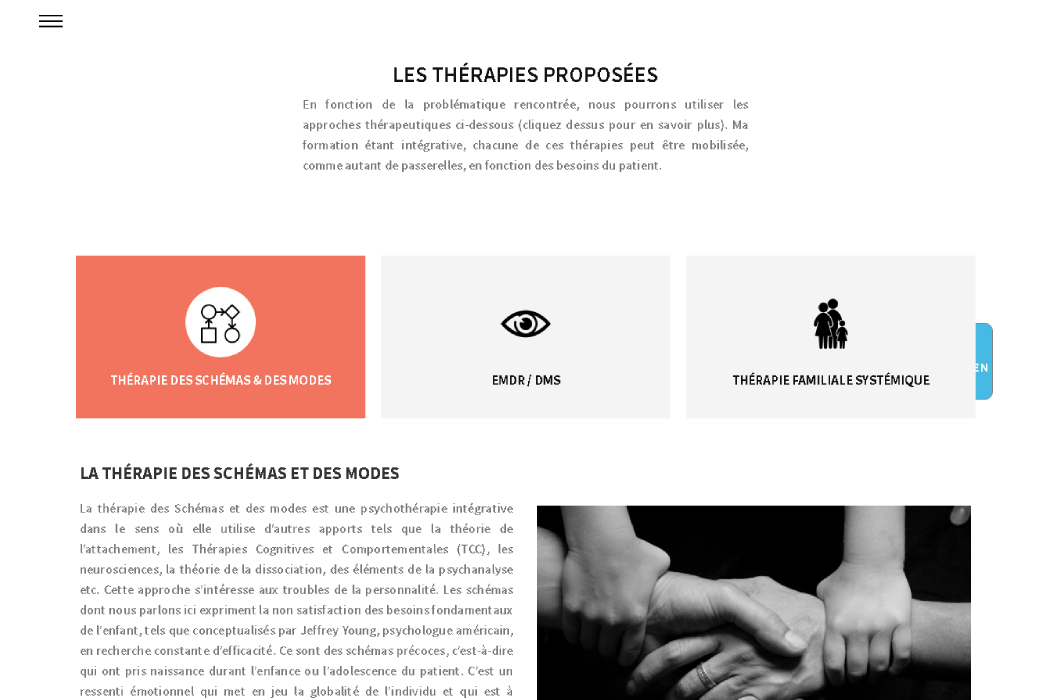 LES THÉRAPIES PROPOSÉES
En fonction de la problématique rencontrée, nous pourrons utiliser les
approches thérapeutiques ci-dessous (cliquez dessus pour en savoir plus). Ma
formation étant intégrative, chacune de ces thérapies peut être mobilisée,
comme autant de passerelles, en fonction des besoins du patient.
THÉRAPIE DES SCHÉMAS & DES MODES
EMDR / DMS
THÉRAPIE FAMILIALE SYSTÉMIQUE
EN
LA THÉRAPIE DES SCHÉMAS ET DES MODES
La thérapie des Schémas et des modes est une psychothérapie intégrative
dans le sens où elle utilise d'autres apports tels que la théorie de
l'attachement, les Thérapies Cognitives et Comportementales (TCC), les
neurosciences, la théorie de la dissociation, des éléments de la psychanalyse
etc. Cette approche s'intéresse aux troubles de la personnalité. Les schémas
dont nous parlons ici expriment la non satisfaction des besoins fondamentaux
de l'enfant, tels que conceptualisés par Jeffrey Young, psychologue américain,
en recherche constante d'efficacité. Ce sont des schémas précoces, c'est-à-dire
qui ont pris naissance durant l'enfance ou l'adolescence du patient. C'est un
ressenti émotionnel qui met en jeu la globalité de l'individu et qui est à